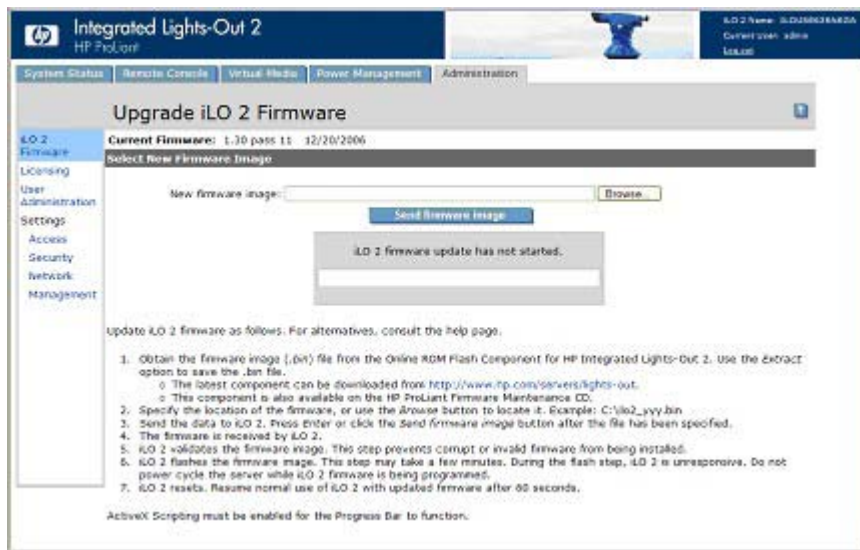 Integrated Lights-Out 2
HP ProLiant
iLO 2 Name:
Current User: admin
Log out
System Status
Remote Console
Virtual Media
Power Management
Administration
Upgrade iLO 2 Firmware
?
iLO 2
Firmware
Licensing
User
Administration
Settings
Access
Security
Network
Management
Current Firmware: 1.30 pass 11 12/20/2006
Select New Firmware Image
New firmware image:
Browse...
Send firmware image
iLO 2 firmware update has not started.
Update iLO 2 firmware as follows. For alternatives, consult the help page.
1. Obtain the firmware image (.bin) file from the Online ROM Flash Component for HP Integrated Lights-Out 2. Use the Extract
option to save the .bin file.
o The latest component can be downloaded from http://www.hp.com/servers/lights-out.
o This component is also available on the HP ProLiant Firmware Maintenance CD.
2. Specify the location of the firmware, or use the Browse button to locate it. Example: C:\ilo2_yyy.bin
3. Send the data to iLO 2. Press Enter or click the Send firmware image button after the file has been specified.
4. The firmware is received by iLO 2.
5. iLO 2 validates the firmware image. This step prevents corrupt or invalid firmware from being installed.
6. iLO 2 flashes the firmware image. This step may take a few minutes. During the flash step, iLO 2 is unresponsive. Do not
power cycle the server while iLO 2 firmware is being programmed.
7. iLO 2 resets. Resume normal use of iLO 2 with updated firmware after 60 seconds.
ActiveX Scripting must be enabled for the Progress Bar to function.